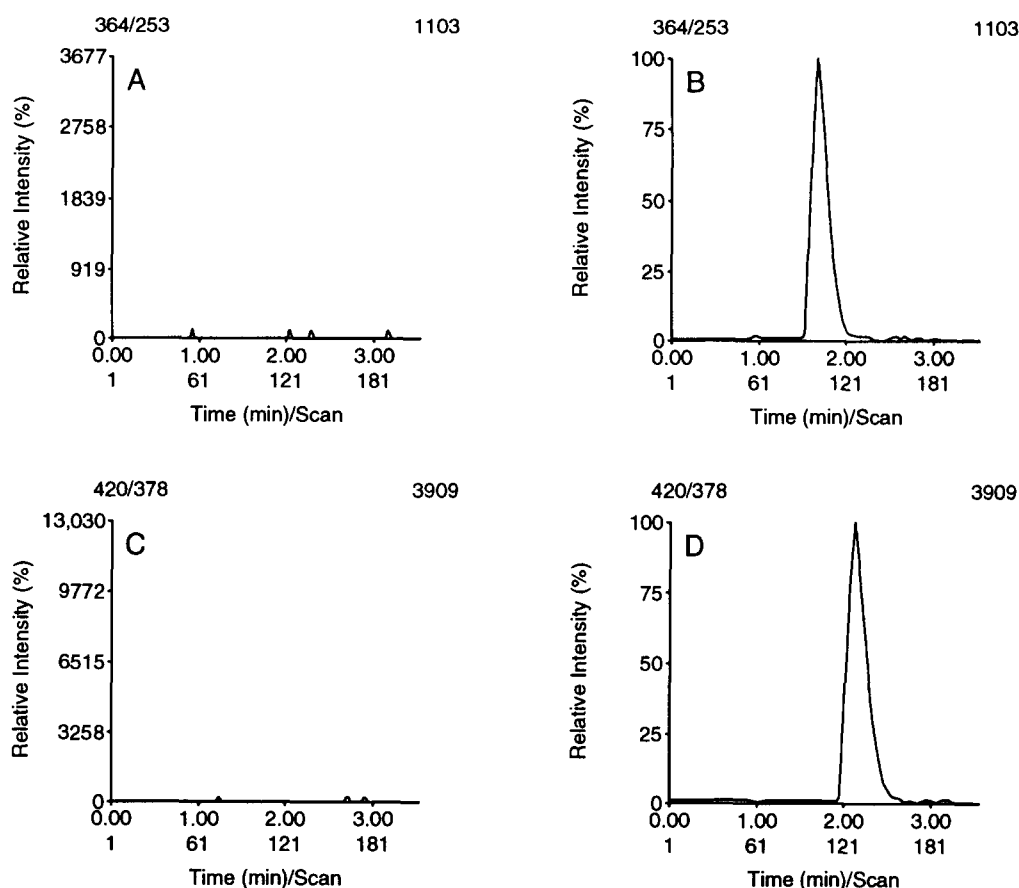 364/253 1103
A
Relative Intensity (%)
3677
2758
1839
919
0
0.00 1.00 2.00 3.00
1 61 121 181
Time (min)/Scan
364/253 1103
B
Relative Intensity (%)
100
75
50
25
0
0.00 1.00 2.00 3.00
1 61 121 181
Time (min)/Scan
420/378 3909
C
Relative Intensity (%)
13,030
9772
6515
3258
0
0.00 1.00 2.00 3.00
1 61 121 181
Time (min)/Scan
420/378 3909
D
Relative Intensity (%)
100
75
50
25
0
0.00 1.00 2.00 3.00
1 61 121 181
Time (min)/Scan